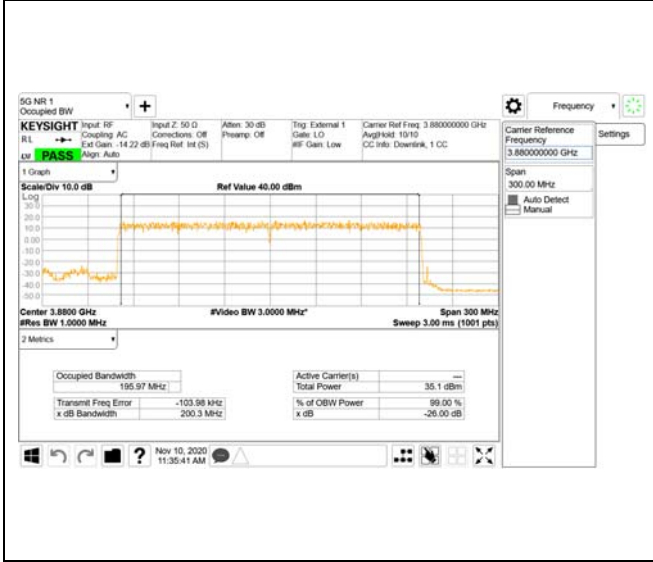 5G NR 1
Occupied BW
Frequency
KEYSIGHT
R L
PASS
Input: RF
Coupling: AC
Ext Gain: -14.22 dB
Align: Auto
Input Z: 50 Ω
Corrections: Off
Freq Ref: Int (S)
Atten: 30 dB
Preamp: Off
Trig: External 1
Gate: LO
#IF Gain: Low
Carrier Ref Freq: 3.880000000 GHz
Avg|Hold: 10/10
CC Info: Downlink, 1 CC
Carrier Reference
Frequency
3.880000000 GHz
Settings
Span
300.00 MHz
Auto Detect
Manual
1 Graph
Scale/Div 10.0 dB
Ref Value 40.00 dBm
Log
30.0
20.0
10.0
0.00
-10.0
-20.0
-30.0
-40.0
-50.0
Center 3.8800 GHz
#Video BW 3.0000 MHz*
Span 300 MHz
#Res BW 1.0000 MHz
Sweep 3.00 ms (1001 pts)
2 Metrics
Occupied Bandwidth
195.97 MHz
Active Carrier(s)
---
Total Power
35.1 dBm
Transmit Freq Error
-103.98 kHz
% of OBW Power
99.00 %
x dB Bandwidth
200.3 MHz
x dB
-26.00 dB
?
Nov 10, 2020
11:35:41 AM